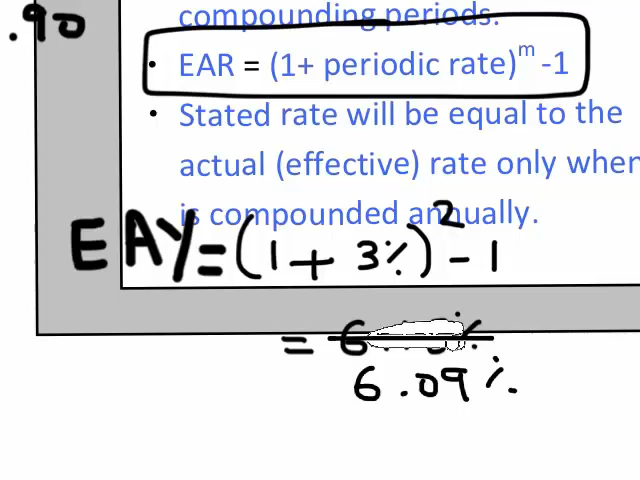 .90
compounding periods.
• EAR = (1+ periodic rate)^m -1
• Stated rate will be equal to the
actual (effective) rate only when
is compounded annually.
EAY=(1+3%)^2-1
=
6.09%